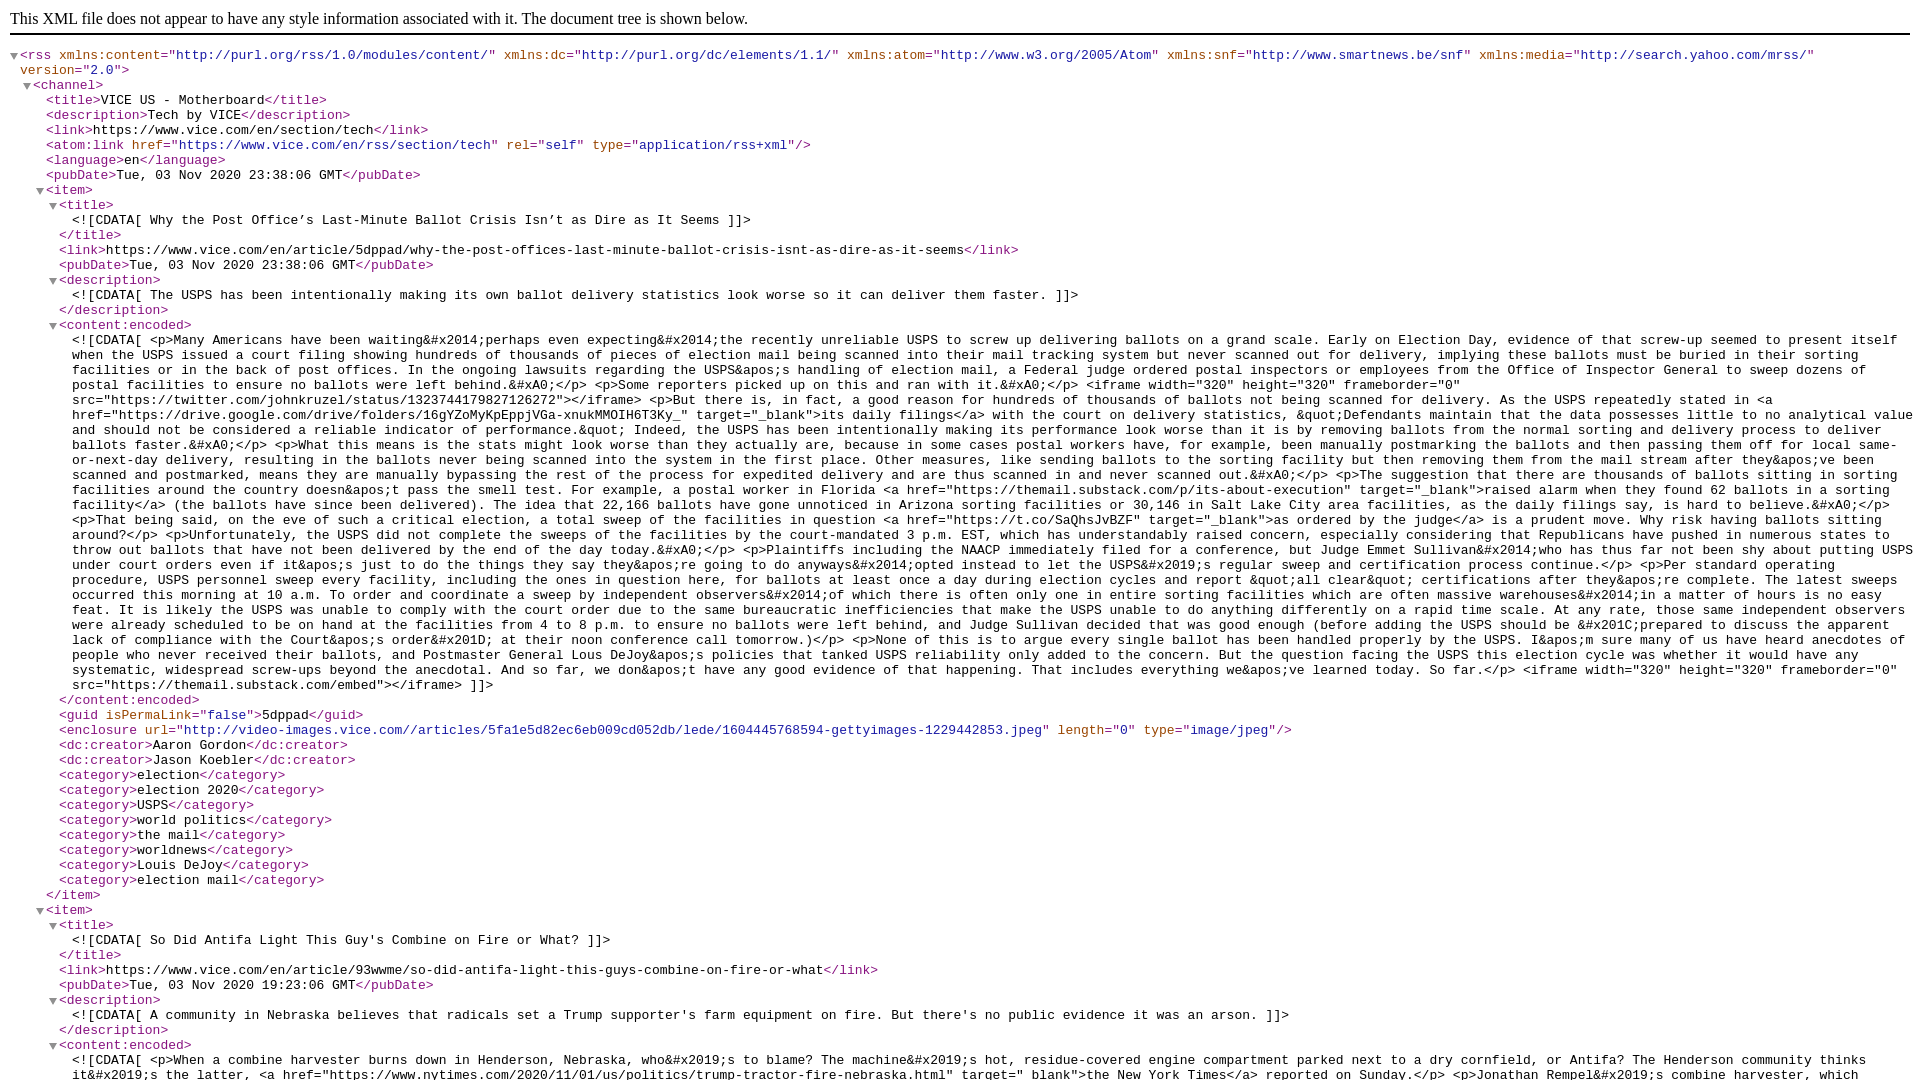 This XML file does not appear to have any style information associated with it. The document tree is shown below.
<rss xmlns:content="http://purl.org/rss/1.0/modules/content/" xmlns:dc="http://purl.org/dc/elements/1.1/" xmlns:atom="http://www.w3.org/2005/Atom" xmlns:snf="http://www.smartnews.be/snf" xmlns:media="http://search.yahoo.com/mrss/"
version="2.0">
<channel>
<title>VICE US - Motherboard</title>
<description>Tech by VICE</description>
<link>https://www.vice.com/en/section/tech</link>
<atom:link href="https://www.vice.com/en/rss/section/tech" rel="self" type="application/rss+xml"/>
<language>en</language>
<pubDate>Tue, 03 Nov 2020 23:38:06 GMT</pubDate>
<item>
<title>
<![CDATA[ Why the Post Office’s Last-Minute Ballot Crisis Isn’t as Dire as It Seems ]]>
</title>
<link>https://www.vice.com/en/article/5dppad/why-the-post-offices-last-minute-ballot-crisis-isnt-as-dire-as-it-seems</link>
<pubDate>Tue, 03 Nov 2020 23:38:06 GMT</pubDate>
<description>
<![CDATA[ The USPS has been intentionally making its own ballot delivery statistics look worse so it can deliver them faster. ]]>
</description>
<content:encoded>
<![CDATA[ <p>Many Americans have been waiting&#x2014;perhaps even expecting&#x2014;the recently unreliable USPS to screw up delivering ballots on a grand scale. Early on Election Day, evidence of that screw-up seemed to present itself
when the USPS issued a court filing showing hundreds of thousands of pieces of election mail being scanned into their mail tracking system but never scanned out for delivery, implying these ballots must be buried in their sorting
facilities or in the back of post offices. In the ongoing lawsuits regarding the USPS&apos;s handling of election mail, a Federal judge ordered postal inspectors or employees from the Office of Inspector General to sweep dozens of
postal facilities to ensure no ballots were left behind.&#xA0;</p> <p>Some reporters picked up on this and ran with it.&#xA0;</p> <iframe width="320" height="320" frameborder="0"
src="https://twitter.com/johnkruzel/status/1323744179827126272"></iframe> <p>But there is, in fact, a good reason for hundreds of thousands of ballots not being scanned for delivery. As the USPS repeatedly stated in <a
href="https://drive.google.com/drive/folders/16gYZoMyKpEppjVGa-xnukMMOIH6T3Ky_" target="_blank">its daily filings</a> with the court on delivery statistics, &quot;Defendants maintain that the data possesses little to no analytical value
and should not be considered a reliable indicator of performance.&quot; Indeed, the USPS has been intentionally making its performance look worse than it is by removing ballots from the normal sorting and delivery process to deliver
ballots faster.&#xA0;</p> <p>What this means is the stats might look worse than they actually are, because in some cases postal workers have, for example, been manually postmarking the ballots and then passing them off for local same-
or-next-day delivery, resulting in the ballots never being scanned into the system in the first place. Other measures, like sending ballots to the sorting facility but then removing them from the mail stream after they&apos;ve been
scanned and postmarked, means they are manually bypassing the rest of the process for expedited delivery and are thus scanned in and never scanned out.&#xA0;</p> <p>The suggestion that there are thousands of ballots sitting in sorting
facilities around the country doesn&apos;t pass the smell test. For example, a postal worker in Florida <a href="https://themail.substack.com/p/its-about-execution" target="_blank">raised alarm when they found 62 ballots in a sorting
facility</a> (the ballots have since been delivered). The idea that 22,166 ballots have gone unnoticed in Arizona sorting facilities or 30,146 in Salt Lake City area facilities, as the daily filings say, is hard to believe.&#xA0;</p>
<p>That being said, on the eve of such a critical election, a total sweep of the facilities in question <a href="https://t.co/SaQhsJvBZF" target="_blank">as ordered by the judge</a> is a prudent move. Why risk having ballots sitting
around?</p> <p>Unfortunately, the USPS did not complete the sweeps of the facilities by the court-mandated 3 p.m. EST, which has understandably raised concern, especially considering that Republicans have pushed in numerous states to
throw out ballots that have not been delivered by the end of the day today.&#xA0;</p> <p>Plaintiffs including the NAACP immediately filed for a conference, but Judge Emmet Sullivan&#x2014;who has thus far not been shy about putting USPS
under court orders even if it&apos;s just to do the things they say they&apos;re going to do anyways&#x2014;opted instead to let the USPS&#x2019;s regular sweep and certification process continue.</p> <p>Per standard operating
procedure, USPS personnel sweep every facility, including the ones in question here, for ballots at least once a day during election cycles and report &quot;all clear&quot; certifications after they&apos;re complete. The latest sweeps
occurred this morning at 10 a.m. To order and coordinate a sweep by independent observers&#x2014;of which there is often only one in entire sorting facilities which are often massive warehouses&#x2014;in a matter of hours is no easy
feat. It is likely the USPS was unable to comply with the court order due to the same bureaucratic inefficiencies that make the USPS unable to do anything differently on a rapid time scale. At any rate, those same independent observers
were already scheduled to be on hand at the facilities from 4 to 8 p.m. to ensure no ballots were left behind, and Judge Sullivan decided that was good enough (before adding the USPS should be &#x201C;prepared to discuss the apparent
lack of compliance with the Court&apos;s order&#x201D; at their noon conference call tomorrow.)</p> <p>None of this is to argue every single ballot has been handled properly by the USPS. I&apos;m sure many of us have heard anecdotes of
people who never received their ballots, and Postmaster General Lous DeJoy&apos;s policies that tanked USPS reliability only added to the concern. But the question facing the USPS this election cycle was whether it would have any
systematic, widespread screw-ups beyond the anecdotal. And so far, we don&apos;t have any good evidence of that happening. That includes everything we&apos;ve learned today. So far.</p> <iframe width="320" height="320" frameborder="0"
src="https://themail.substack.com/embed"></iframe> ]]>
</content:encoded>
<guid isPermaLink="false">5dppad</guid>
<enclosure url="http://video-images.vice.com//articles/5fa1e5d82ec6eb009cd052db/lede/1604445768594-gettyimages-1229442853.jpeg" length="0" type="image/jpeg"/>
<dc:creator>Aaron Gordon</dc:creator>
<dc:creator>Jason Koebler</dc:creator>
<category>election</category>
<category>election 2020</category>
<category>USPS</category>
<category>world politics</category>
<category>the mail</category>
<category>worldnews</category>
<category>Louis DeJoy</category>
<category>election mail</category>
</item>
<item>
<title>
<![CDATA[ So Did Antifa Light This Guy's Combine on Fire or What? ]]>
</title>
<link>https://www.vice.com/en/article/93wwme/so-did-antifa-light-this-guys-combine-on-fire-or-what</link>
<pubDate>Tue, 03 Nov 2020 19:23:06 GMT</pubDate>
<description>
<![CDATA[ A community in Nebraska believes that radicals set a Trump supporter's farm equipment on fire. But there's no public evidence it was an arson. ]]>
</description>
<content:encoded>
<![CDATA[ <p>When a combine harvester burns down in Henderson, Nebraska, who&#x2019;s to blame? The machine&#x2019;s hot, residue-covered engine compartment parked next to a dry cornfield, or Antifa? The Henderson community thinks
it&#x2019;s the latter, <a href="https://www.nytimes.com/2020/11/01/us/politics/trump-tractor-fire-nebraska.html" target="_blank">the New York Times</a> reported on Sunday.</p> <p>Jonathan Rempel&#x2019;s combine harvester, which